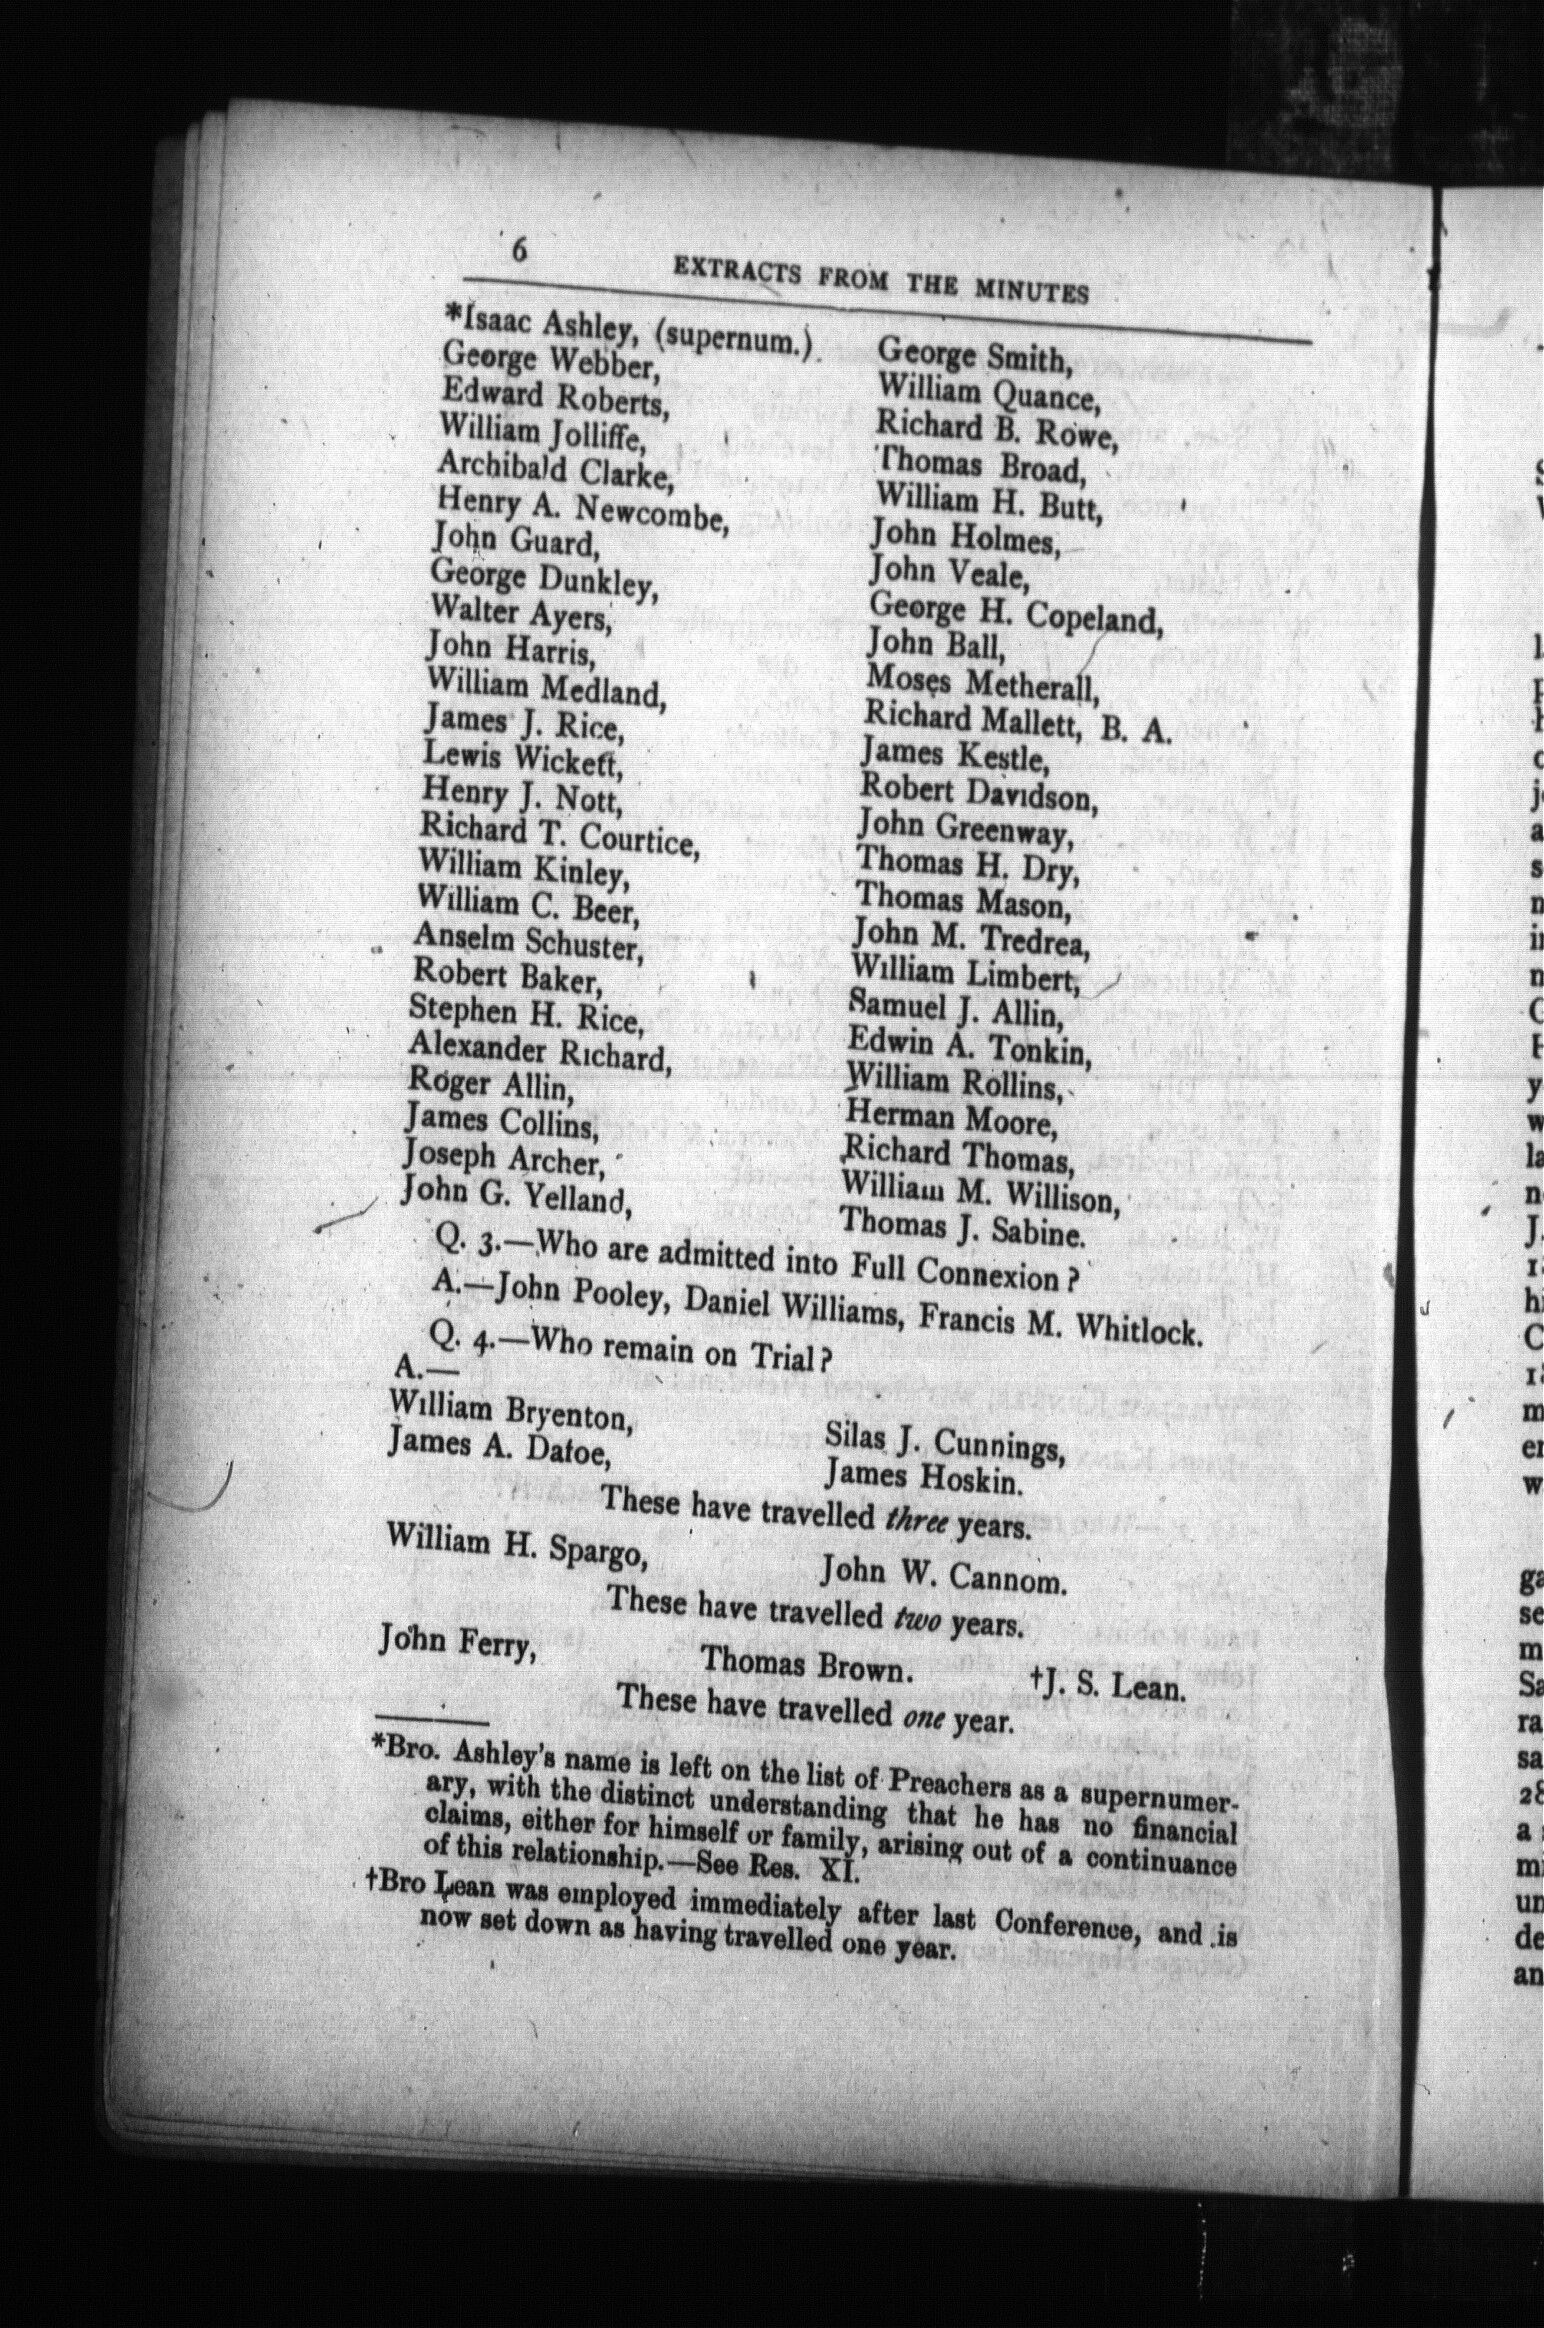 6 EXTRACTS FROM THE MINUTES
*Isaac Ashley, (supernum.)
George Webber,
Edward Roberts,
William Jolliffe,
Archibald Clarke,
Henry A. Newcombe,
John Guard,
George Dunkley,
Walter Ayers,
John Harris,
William Medland,
James J. Rice,
Lewis Wickett,
Henry J. Nott,
Richard T. Courtice,
William Kinley,
William C. Beer,
Anselm Schuster,
Robert Baker,
Stephen H. Rice,
Alexander Richard,
Roger Allin,
James Collins,
Joseph Archer,
John G. Yelland,
George Smith,
William Quance,
Richard B. Rowe,
Thomas Broad,
William H. Butt,
John Holmes,
John Veale,
George H. Copeland,
John Ball,
Moses Metherall,
Richard Mallett, B. A.
James Kestle,
Robert Davidson,
John Greenway,
Thomas H. Dry,
Thomas Mason,
John M. Tredrea,
William Limbert,
Samuel J. Allin,
Edwin A. Tonkin,
William Rollins,
Herman Moore,
Richard Thomas,
William M. Willison,
Thomas J. Sabine.
Q. 3.—Who are admitted into Full Connexion?
A.—John Pooley, Daniel Williams, Francis M. Whitlock.
Q. 4.—Who remain on Trial?
A.—
William Bryenton, Silas J. Cunnings,
James A. Dafoe, James Hoskin.
These have travelled three years.
William H. Spargo, John W. Cannom.
These have travelled two years.
John Ferry, Thomas Brown. †J. S. Lean.
These have travelled one year.
*Bro. Ashley's name is left on the list of Preachers as a supernumer-
ary, with the distinct understanding that he has no financial
claims, either for himself or family, arising out of a continuance
of this relationship.—See Res. XI.
†Bro Lean was employed immediately after last Conference, and is
now set down as having travelled one year.